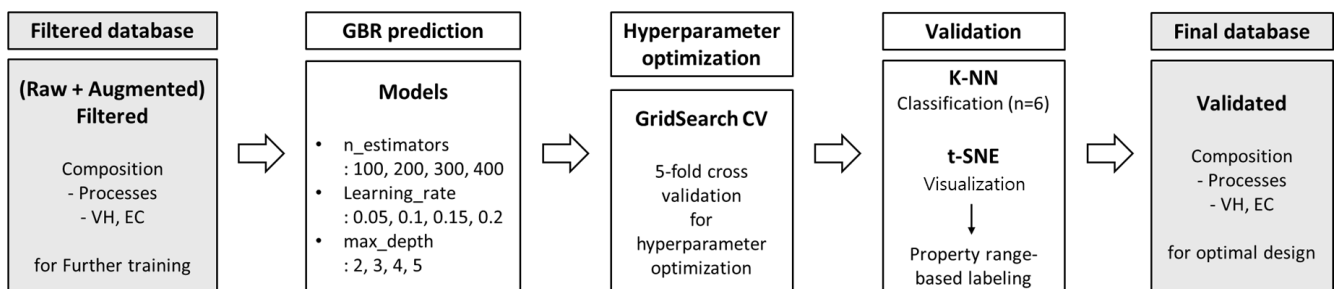 Filtered database
(Raw + Augmented)
Filtered
Composition
- Processes
- VH, EC
for Further training
GBR prediction
Models
• n_estimators
: 100, 200, 300, 400
• Learning_rate
: 0.05, 0.1, 0.15, 0.2
• max_depth
: 2, 3, 4, 5
Hyperparameter
optimization
GridSearch CV
5-fold cross
validation
for
hyperparameter
optimization
Validation
K-NN
Classification (n=6)
t-SNE
Visualization
Property range-
based labeling
Final database
Validated
Composition
- Processes
- VH, EC
for optimal design